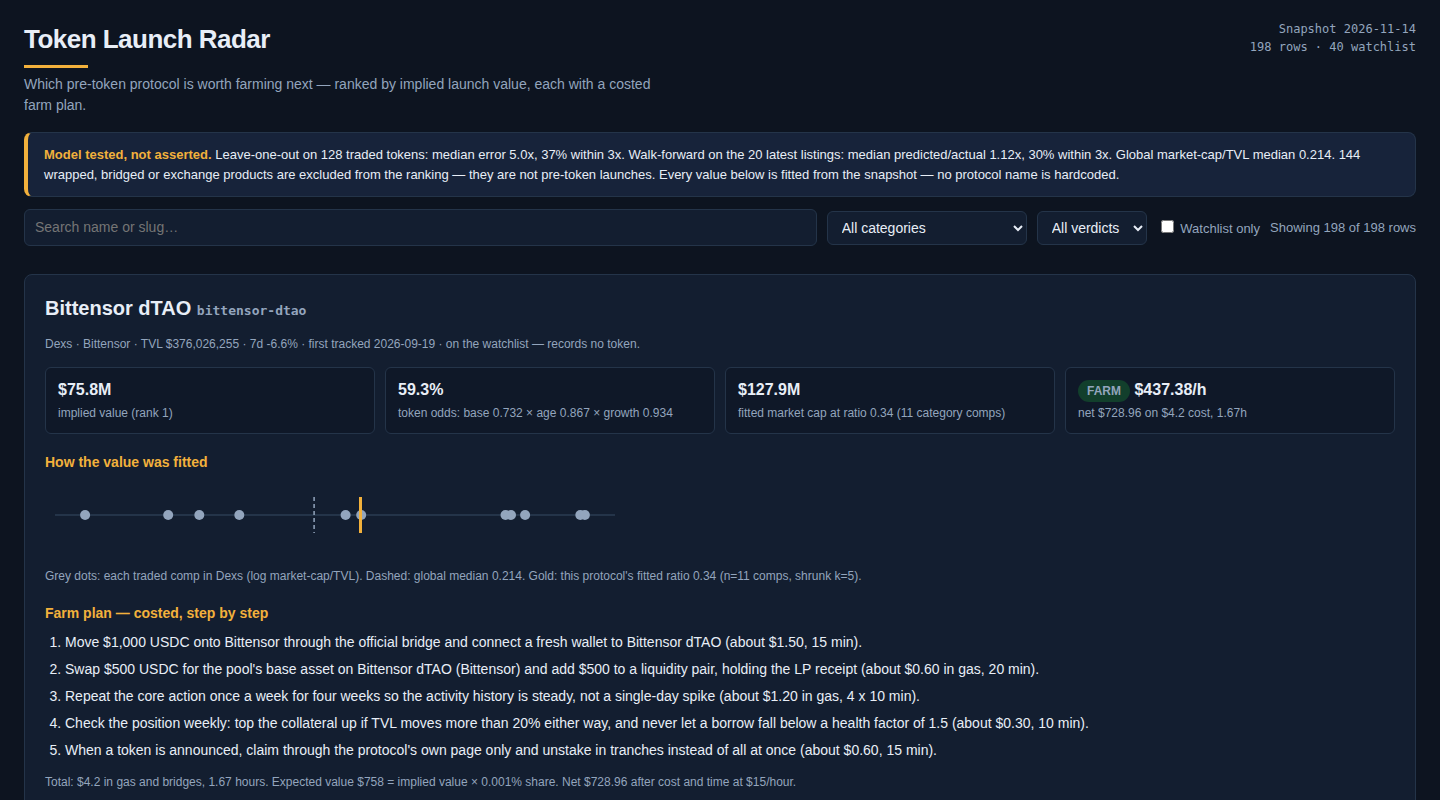 Token Launch Radar
Snapshot 2026-11-14
198 rows · 40 watchlist
Which pre-token protocol is worth farming next — ranked by implied launch value, each with a costed
farm plan.
Model tested, not asserted. Leave-one-out on 128 traded tokens: median error 5.0x, 37% within 3x. Walk-forward on the 20 latest listings: median predicted/actual 1.12x, 30% within 3x. Global market-cap/TVL median 0.214. 144
wrapped, bridged or exchange products are excluded from the ranking — they are not pre-token launches. Every value below is fitted from the snapshot — no protocol name is hardcoded.
Search name or slug…
All categories
All verdicts
Watchlist only
Showing 198 of 198 rows
Bittensor dTAO bittensor-dtao
Dexs · Bittensor · TVL $376,026,255 · 7d -6.6% · first tracked 2026-09-19 · on the watchlist — records no token.
$75.8M
implied value (rank 1)
59.3%
token odds: base 0.732 × age 0.867 × growth 0.934
$127.9M
fitted market cap at ratio 0.34 (11 category comps)
FARM $437.38/h
net $728.96 on $4.2 cost, 1.67h
How the value was fitted
Grey dots: each traded comp in Dexs (log market-cap/TVL). Dashed: global median 0.214. Gold: this protocol's fitted ratio 0.34 (n=11 comps, shrunk k=5).
Farm plan — costed, step by step
1. Move $1,000 USDC onto Bittensor through the official bridge and connect a fresh wallet to Bittensor dTAO (about $1.50, 15 min).
2. Swap $500 USDC for the pool's base asset on Bittensor dTAO (Bittensor) and add $500 to a liquidity pair, holding the LP receipt (about $0.60 in gas, 20 min).
3. Repeat the core action once a week for four weeks so the activity history is steady, not a single-day spike (about $1.20 in gas, 4 x 10 min).
4. Check the position weekly: top the collateral up if TVL moves more than 20% either way, and never let a borrow fall below a health factor of 1.5 (about $0.30, 10 min).
5. When a token is announced, claim through the protocol's own page only and unstake in tranches instead of all at once (about $0.60, 15 min).
Total: $4.2 in gas and bridges, 1.67 hours. Expected value $758 = implied value × 0.001% share. Net $728.96 after cost and time at $15/hour.